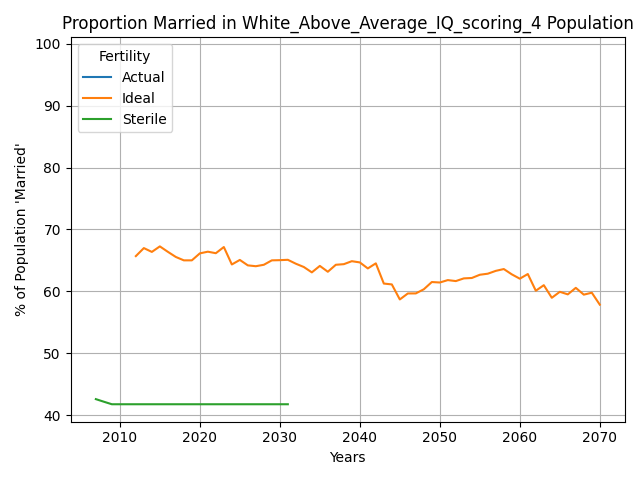 Proportion Married in White_Above_Average_IQ_scoring_4 Population
% of Population 'Married'
100
90
80
70
60
50
40
Fertility
Actual
Ideal
Sterile
2010 2020 2030 2040 2050 2060 2070
Years